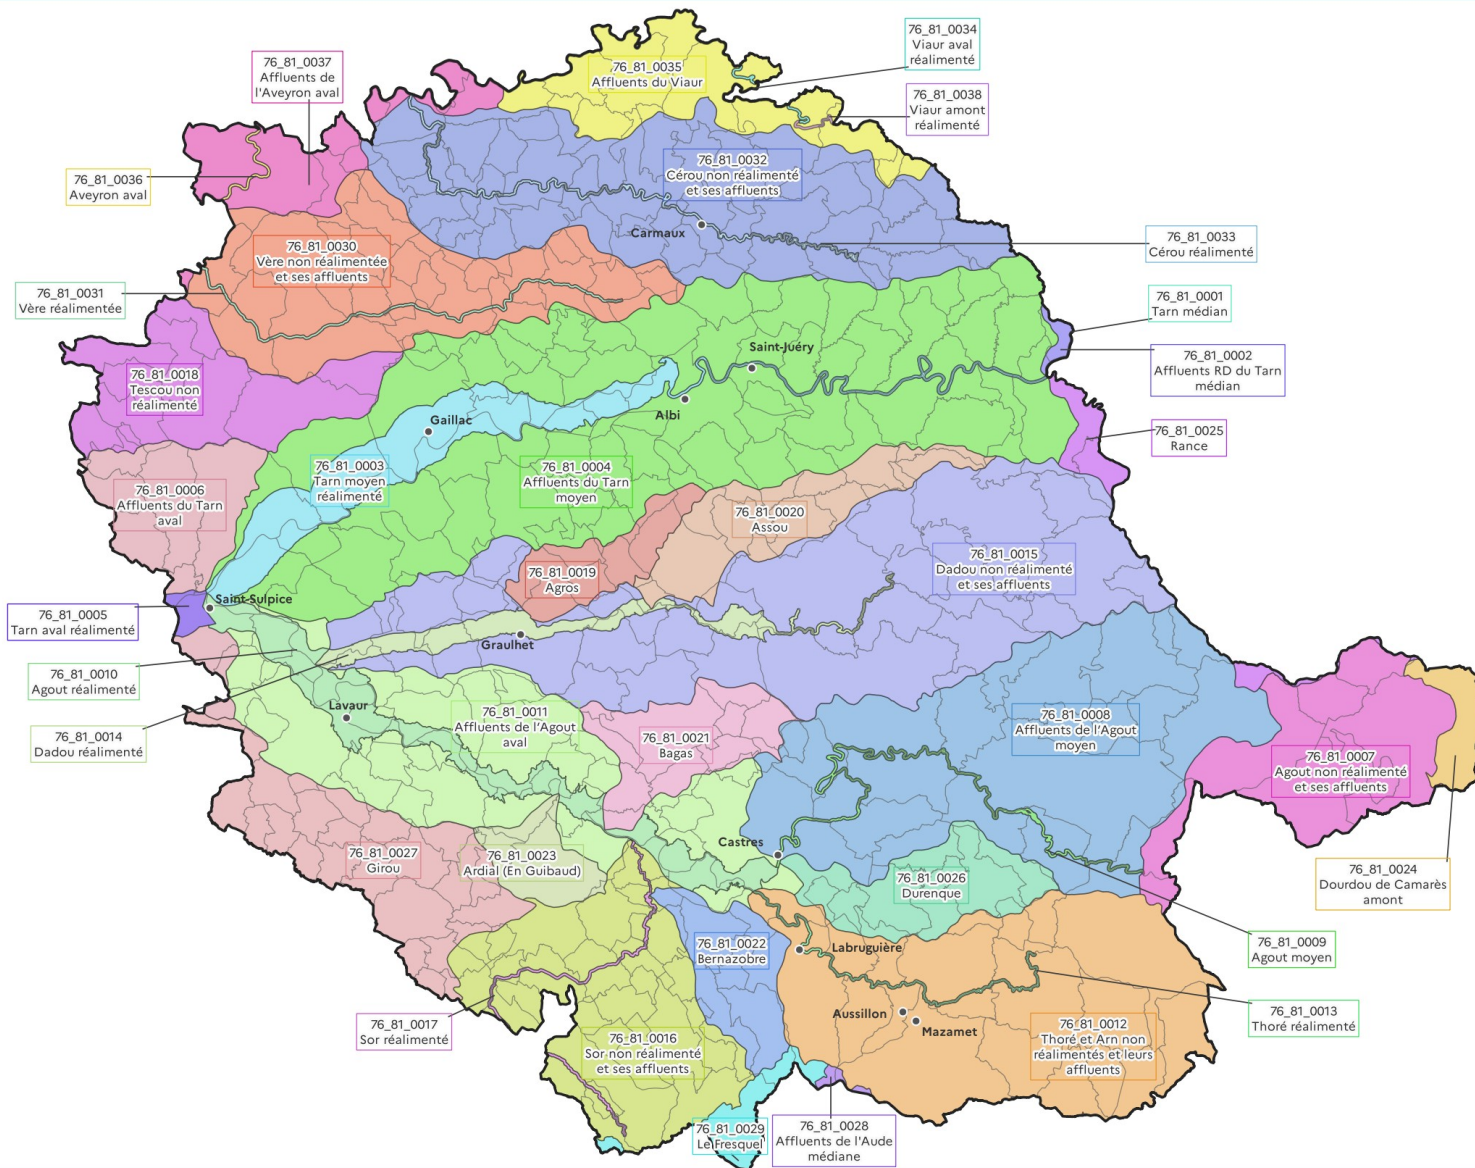 76_81_0034
Viaur aval
réalimenté
76_81_0037
Affluents de
l'Aveyron aval
76_81_0035
Affluents du Viaur
76_81_0038
Viaur amont
réalimenté
76_81_0032
Cérou non réalimenté
et ses affluents
76_81_0036
Aveyron aval
Carmaux
76_81_0033
Cérou réalimenté
76_81_0030
Vère non réalimentée
et ses affluents
76_81_0031
Vère réalimentée
76_81_0001
Tarn médian
Saint-Juéry
76_81_0002
Affluents RD du Tarn
médian
76_81_0018
Tescou non
réalimenté
Gaillac
Albi
76_81_0025
Rance
76_81_0003
Tarn moyen
réalimenté
76_81_0004
Affluents du Tarn
moyen
76_81_0006
Affluents du Tarn
aval
76_81_0020
Assou
76_81_0015
Dadou non réalimenté
et ses affluents
76_81_0019
Agros
Saint-Sulpice
76_81_0005
Tarn aval réalimenté
Graulhet
76_81_0010
Agout réalimenté
Lavaur
76_81_0011
Affluents de l'Agout
aval
76_81_0008
Affluents de l'Agout
moyen
76_81_0014
Dadou réalimenté
76_81_0021
Bagas
76_81_0007
Agout non réalimenté
et ses affluents
Castres
76_81_0027
Girou
76_81_0023
Ardial (En Guibaud)
76_81_0024
Dourdou de Camarès
amont
76_81_0026
Durenque
76_81_0022
Bernazobre
Labruguière
76_81_0009
Agout moyen
76_81_0013
Thoré réalimenté
Aussillon
Mazamet
76_81_0017
Sor réalimenté
76_81_0016
Sor non réalimenté
et ses affluents
76_81_0012
Thoré et Arn non
réalimentés et leurs
affluents
76_81_0029
Le Fresquel
76_81_0028
Affluents de l'Aude
médiane